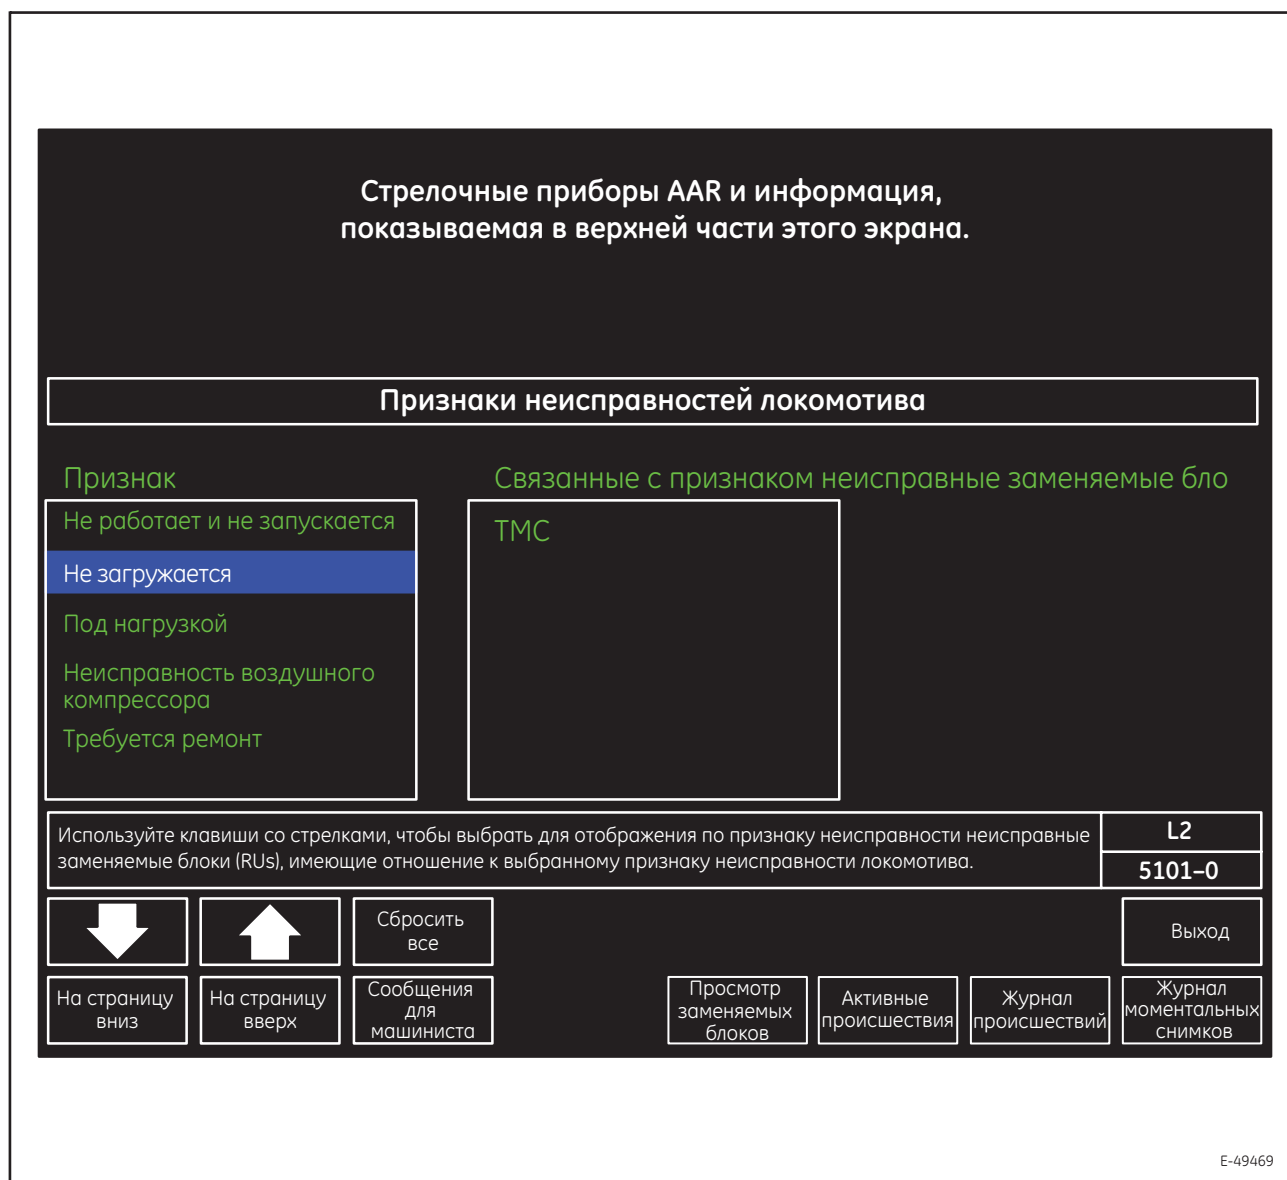 Стрелочные приборы AAR и информация,
показываемая в верхней части этого экрана.
Признаки неисправностей локомотива
Признак
Связанные с признаком неисправные заменяемые бло
Не работает и не запускается
Не загружается
Под нагрузкой
Неисправность воздушного
компрессора
Требуется ремонт
TMC
Используйте клавиши со стрелками, чтобы выбрать для отображения по признаку неисправности неисправные
заменяемые блоки (RUs), имеющие отношение к выбранному признаку неисправности локомотива.
L2
5101–0
Сбросить
все
Выход
На страницу
вниз
На страницу
вверх
Сообщения
для
машиниста
Просмотр
заменяемых
блоков
Активные
происшествия
Журнал
происшествий
Журнал
моментальных
снимков
E-49469